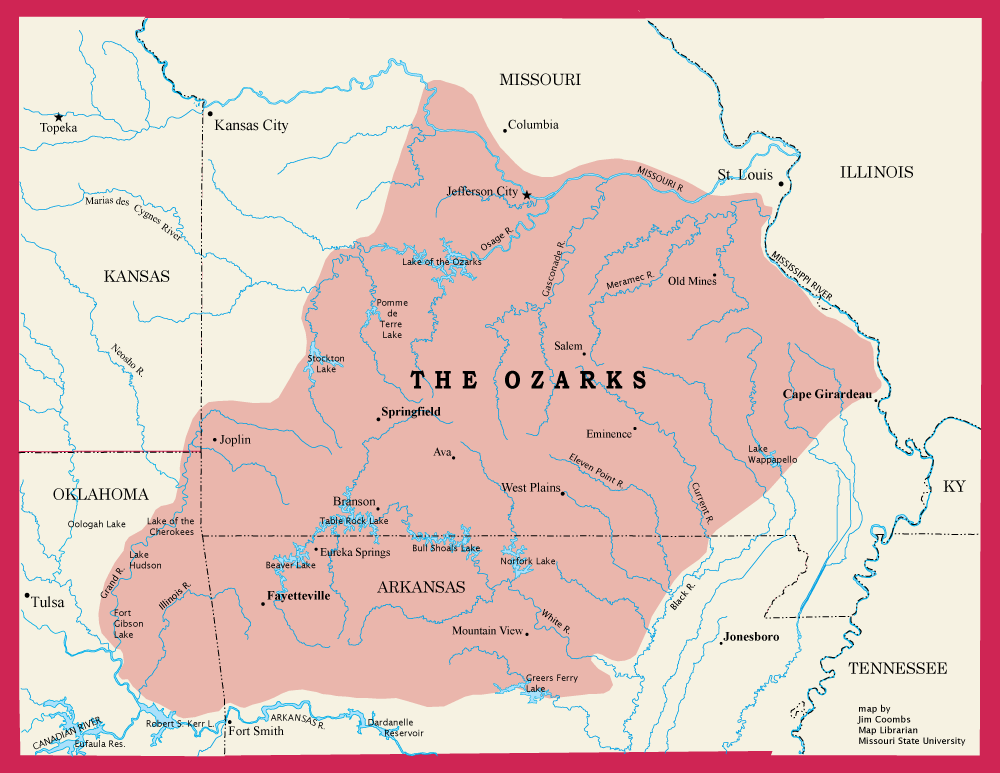 MISSOURI
Columbia
Topeka
Kansas City
ILLINOIS
St. Louis
MISSOURI R.
Jefferson City
Marias des
Cygnes River
Osage R.
Lake of the Ozarks
KANSAS
Gasconade R.
Meramec R.
Old Mines
MISSISSIPPI RIVER
Pomme
de
Terre
Lake
Neosho R.
Stockton
Lake
Salem
THE OZARKS
Cape Girardeau
Springfield
Joplin
Eminence
Ava
Lake
Wappapello
Eleven Point R.
West Plains
Current R.
KY
OKLAHOMA
Oologah Lake
Lake of the
Cherokees
Branson
Table Rock Lake
Lake
Hudson
Eureka Springs
Bull Shoals Lake
Beaver Lake
Norfork Lake
Grand R.
ARKANSAS
Illinois R.
Fayetteville
Black R.
Tulsa
Fort
Gibson
Lake
White R.
Mountain View
Jonesboro
TENNESSEE
Greers Ferry
Lake
CANADIAN RIVER
Eufaula Res.
Robert S. Kerr L.
Fort Smith
ARKANSAS R.
Dardanelle
Reservoir
map by
Jim Coombs
Map Librarian
Missouri State University